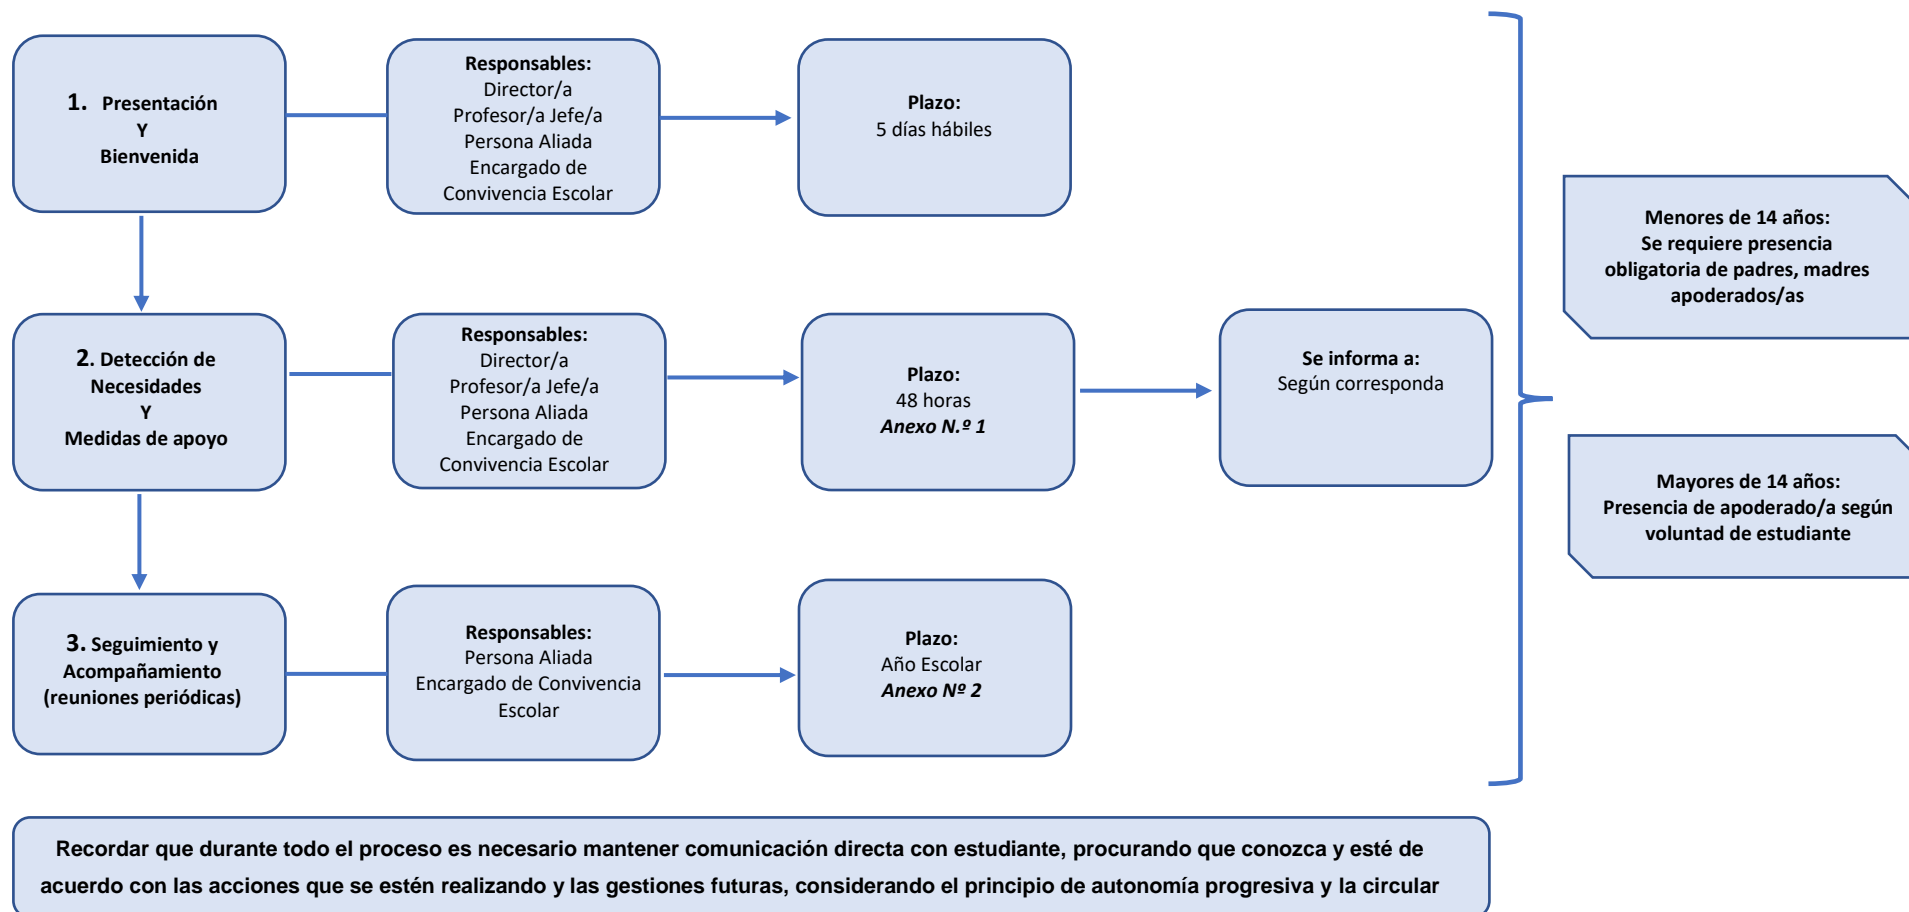 1. Presentación
Y
Bienvenida
Responsables:
Director/a
Profesor/a Jefe/a
Persona Aliada
Encargado de
Convivencia Escolar
Plazo:
5 días hábiles
2. Detección de
Necesidades
Y
Medidas de apoyo
Responsables:
Director/a
Profesor/a Jefe/a
Persona Aliada
Encargado de
Convivencia Escolar
Plazo:
48 horas
Anexo N.º 1
Se informa a:
Según corresponda
3. Seguimiento y
Acompañamiento
(reuniones periódicas)
Responsables:
Persona Aliada
Encargado de Convivencia
Escolar
Plazo:
Año Escolar
Anexo Nº 2
Menores de 14 años:
Se requiere presencia
obligatoria de padres, madres
apoderados/as
Mayores de 14 años:
Presencia de apoderado/a según
voluntad de estudiante
Recordar que durante todo el proceso es necesario mantener comunicación directa con estudiante, procurando que conozca y esté de
acuerdo con las acciones que se estén realizando y las gestiones futuras, considerando el principio de autonomía progresiva y la circular